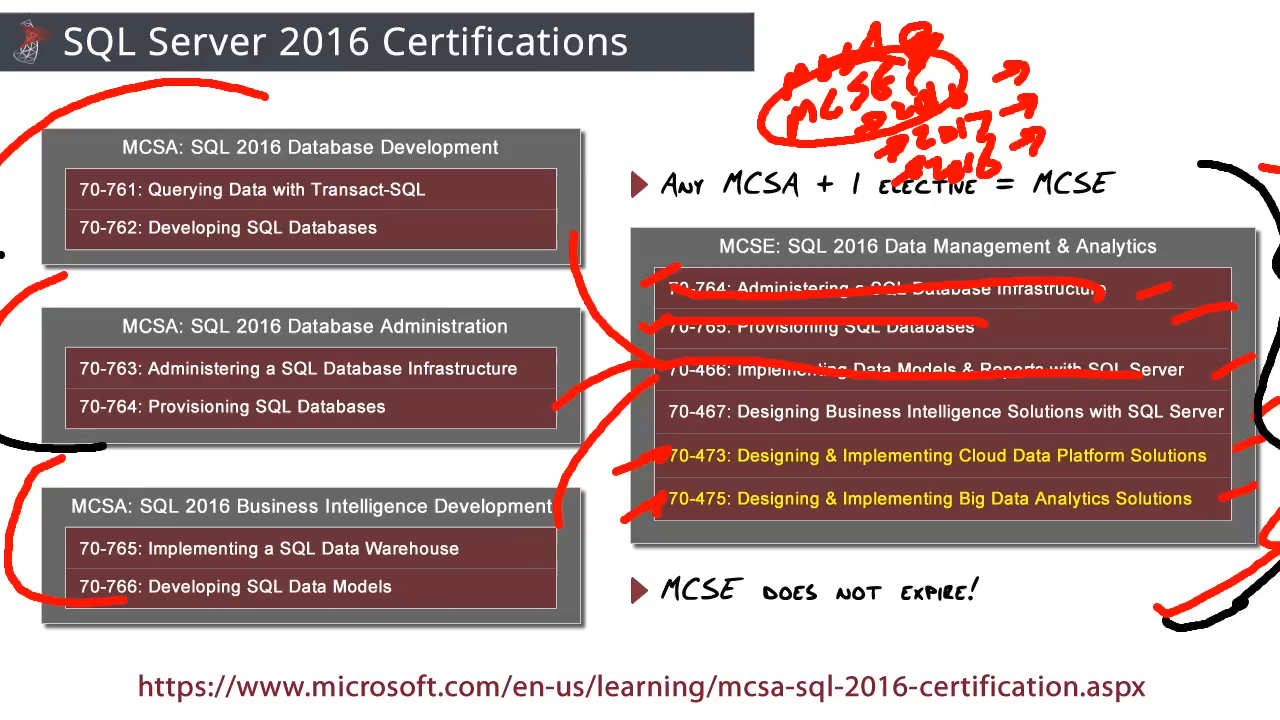 SQL Server 2016 Certifications
MCSA: SQL 2016 Database Development
70-761: Querying Data with Transact-SQL
70-762: Developing SQL Databases
MCSA: SQL 2016 Database Administration
70-763: Administering a SQL Database Infrastructure
70-764: Provisioning SQL Databases
MCSA: SQL 2016 Business Intelligence Development
70-765: Implementing a SQL Data Warehouse
70-766: Developing SQL Data Models
MCSE
2017
2016
ANY MCSA + 1 ELECTIVE = MCSE
MCSE: SQL 2016 Data Management & Analytics
70-764: Administering a SQL Database Infrastructure
70-765: Provisioning SQL Databases
70-466: Implementing Data Models & Reports with SQL Server
70-467: Designing Business Intelligence Solutions with SQL Server
70-473: Designing & Implementing Cloud Data Platform Solutions
70-475: Designing & Implementing Big Data Analytics Solutions
MCSE DOES NOT EXPIRE!
https://www.microsoft.com/en-us/learning/mcsa-sql-2016-certification.aspx